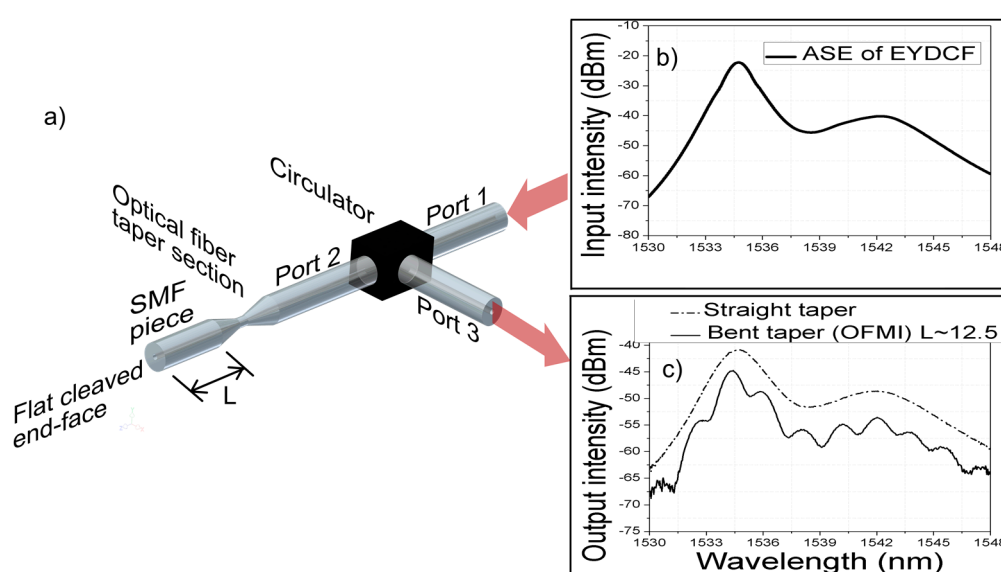 a)
Circulator
Port 1
Optical fiber
taper section
Port 2
SMF
piece
Port 3
L
Flat cleaved
end-face
b)
ASE of EYDCF
Input intensity (dBm)
-10
-20
-30
-40
-50
-60
-70
-80
1530 1533 1536 1539 1542 1545 1548
Straight taper
Bent taper (OFMI) L~12.5
c)
Output intensity (dBm)
-40
-45
-50
-55
-60
-65
-70
-75
1530 1533 1536 1539 1542 1545 1548
Wavelength (nm)